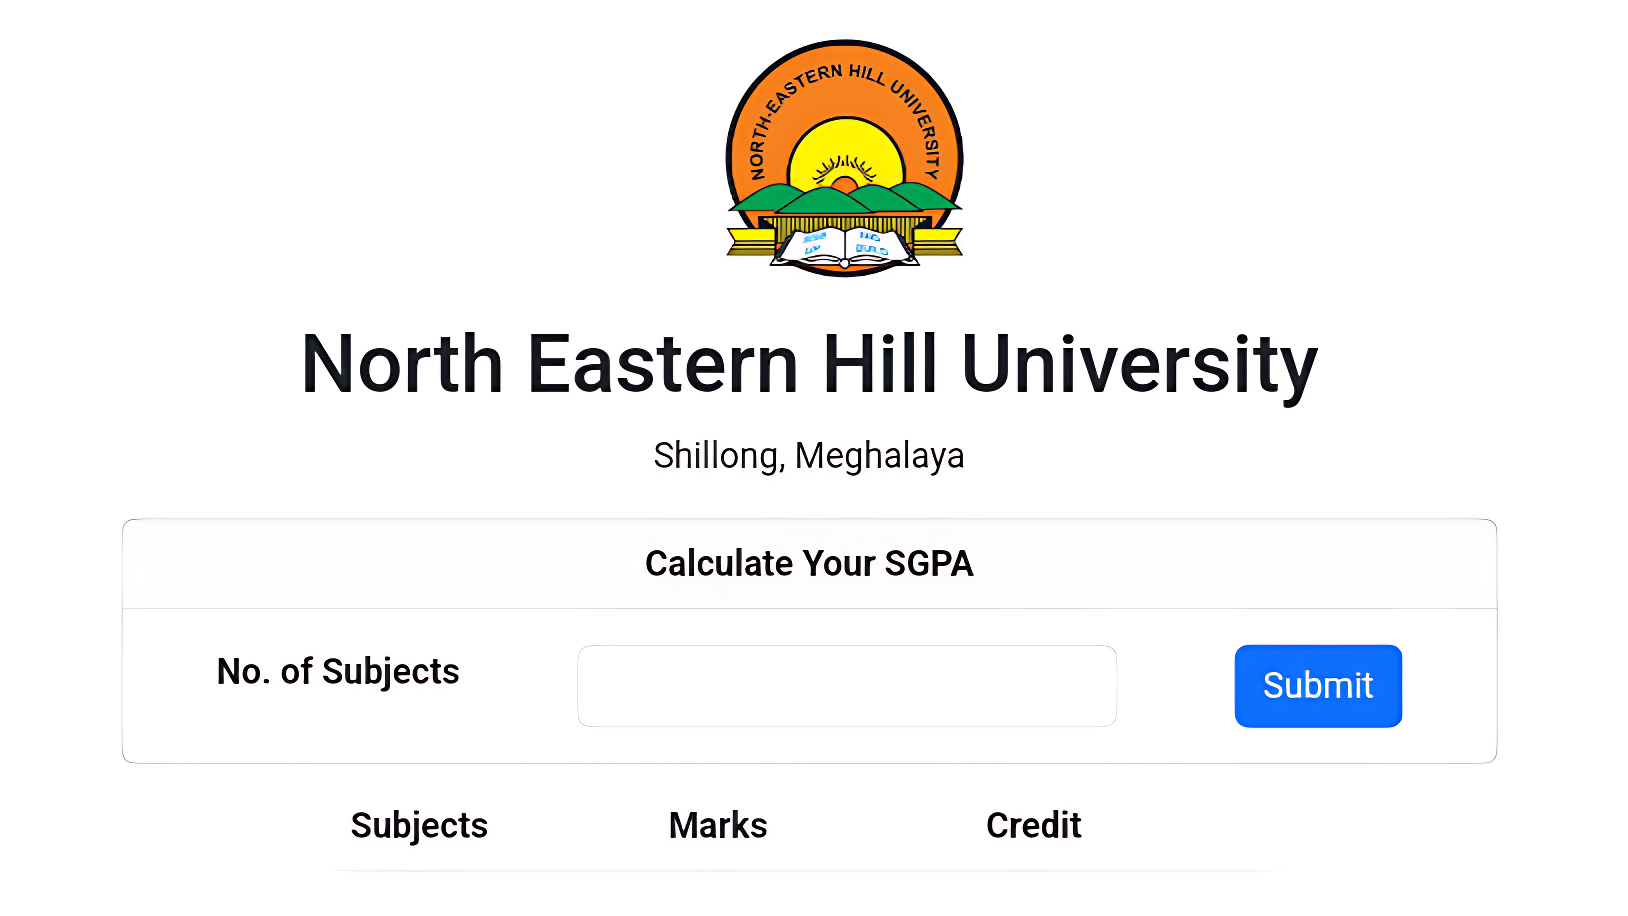 NORTH-EASTERN HILL UNIVERSITY
North Eastern Hill University
Shillong, Meghalaya
Calculate Your SGPA
No. of Subjects
Submit
Subjects Marks Credit